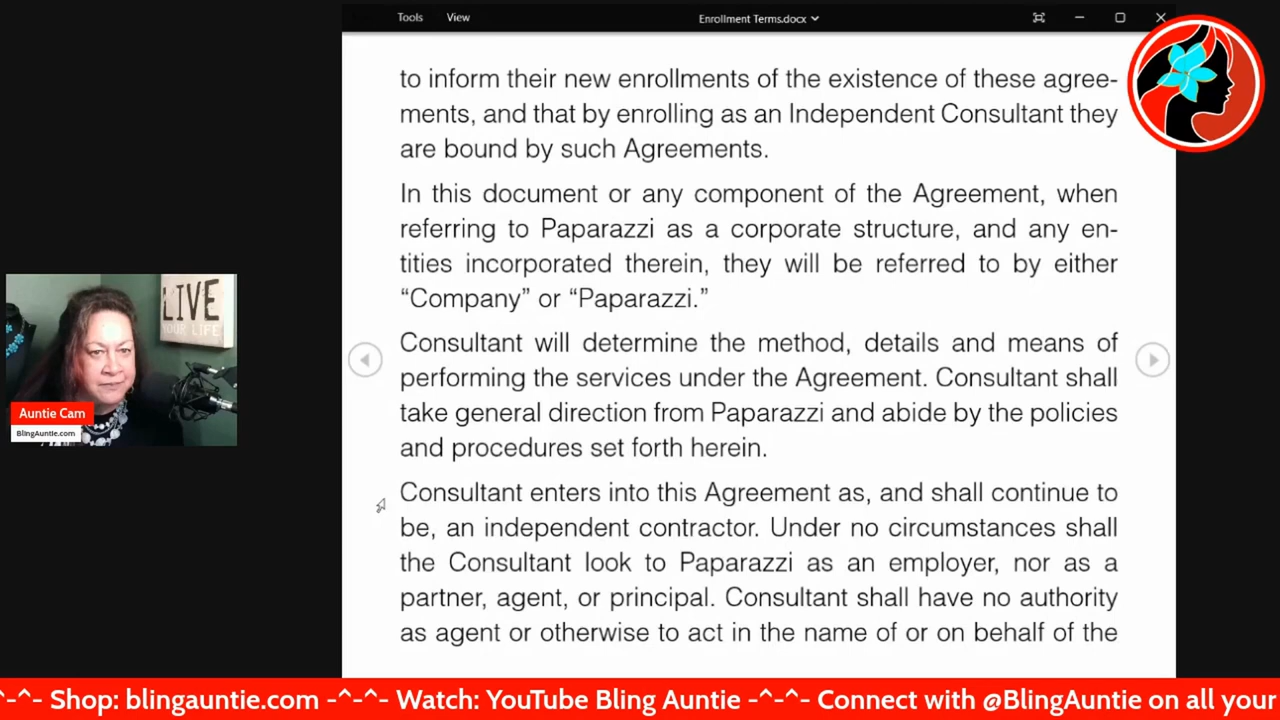 Tools View Enrollment Terms.docx
to inform their new enrollments of the existence of these agree-
ments, and that by enrolling as an Independent Consultant they
are bound by such Agreements.
In this document or any component of the Agreement, when
referring to Paparazzi as a corporate structure, and any en-
tities incorporated therein, they will be referred to by either
“Company” or “Paparazzi.”
Consultant will determine the method, details and means of
performing the services under the Agreement. Consultant shall
take general direction from Paparazzi and abide by the policies
and procedures set forth herein.
Consultant enters into this Agreement as, and shall continue to
be, an independent contractor. Under no circumstances shall
the Consultant look to Paparazzi as an employer, nor as a
partner, agent, or principal. Consultant shall have no authority
as agent or otherwise to act in the name of or on behalf of the
LIVE
YOUR LIFE
Auntie Cam
BlingAuntie.com
^-^- Shop: blingauntie.com -^-^- Watch: YouTube Bling Auntie -^-^- Connect with @BlingAuntie on all your